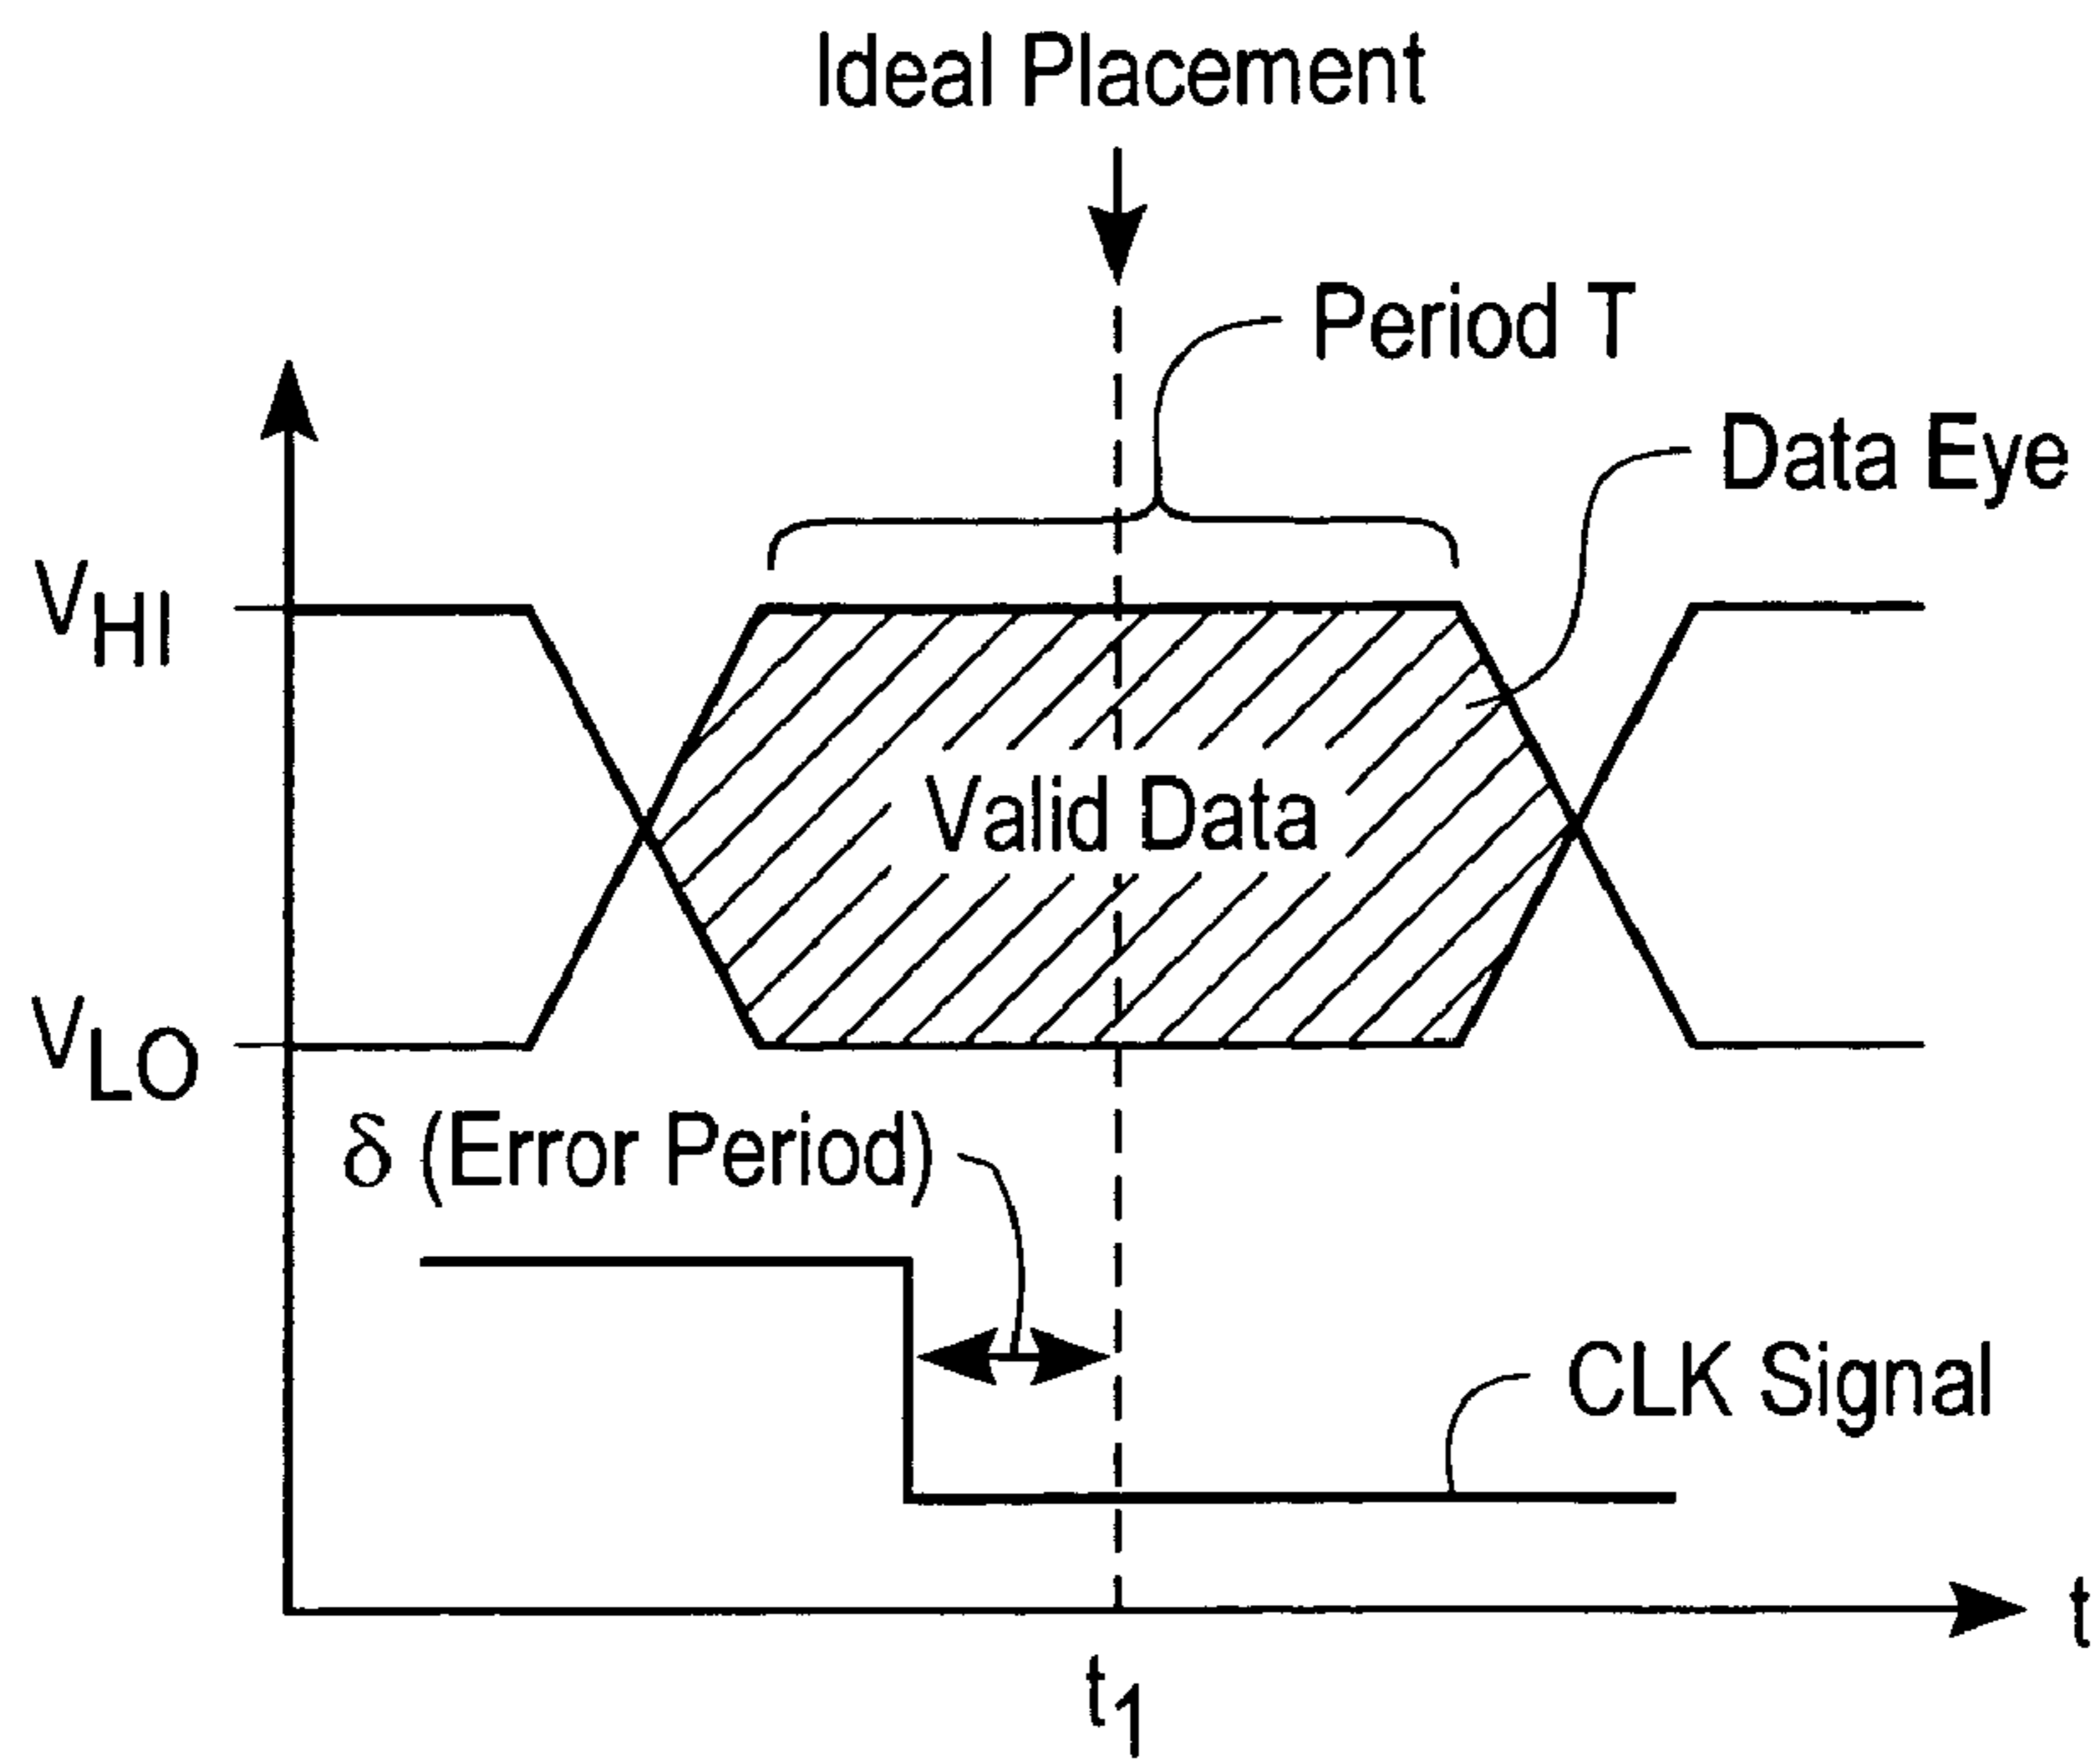 Ideal Placement
Period T
Data Eye
VHI
Valid Data
VLO
δ (Error Period)
CLK Signal
t
t1